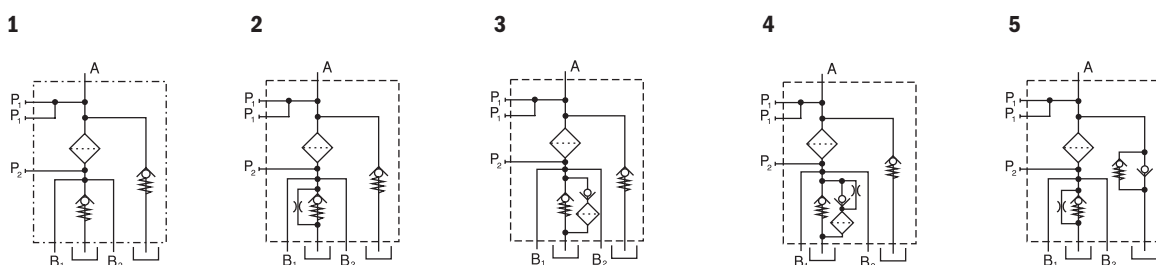 1 2 3 4 5
A A A A A
P₁ P₁ P₁ P₁ P₁
P₁ P₁ P₁ P₁ P₁
P₂ P₂ P₂ P₂ P₂
B₁ B₂ B₁ B₂ B₁ B₂ B₁ B₂ B₁ B₂